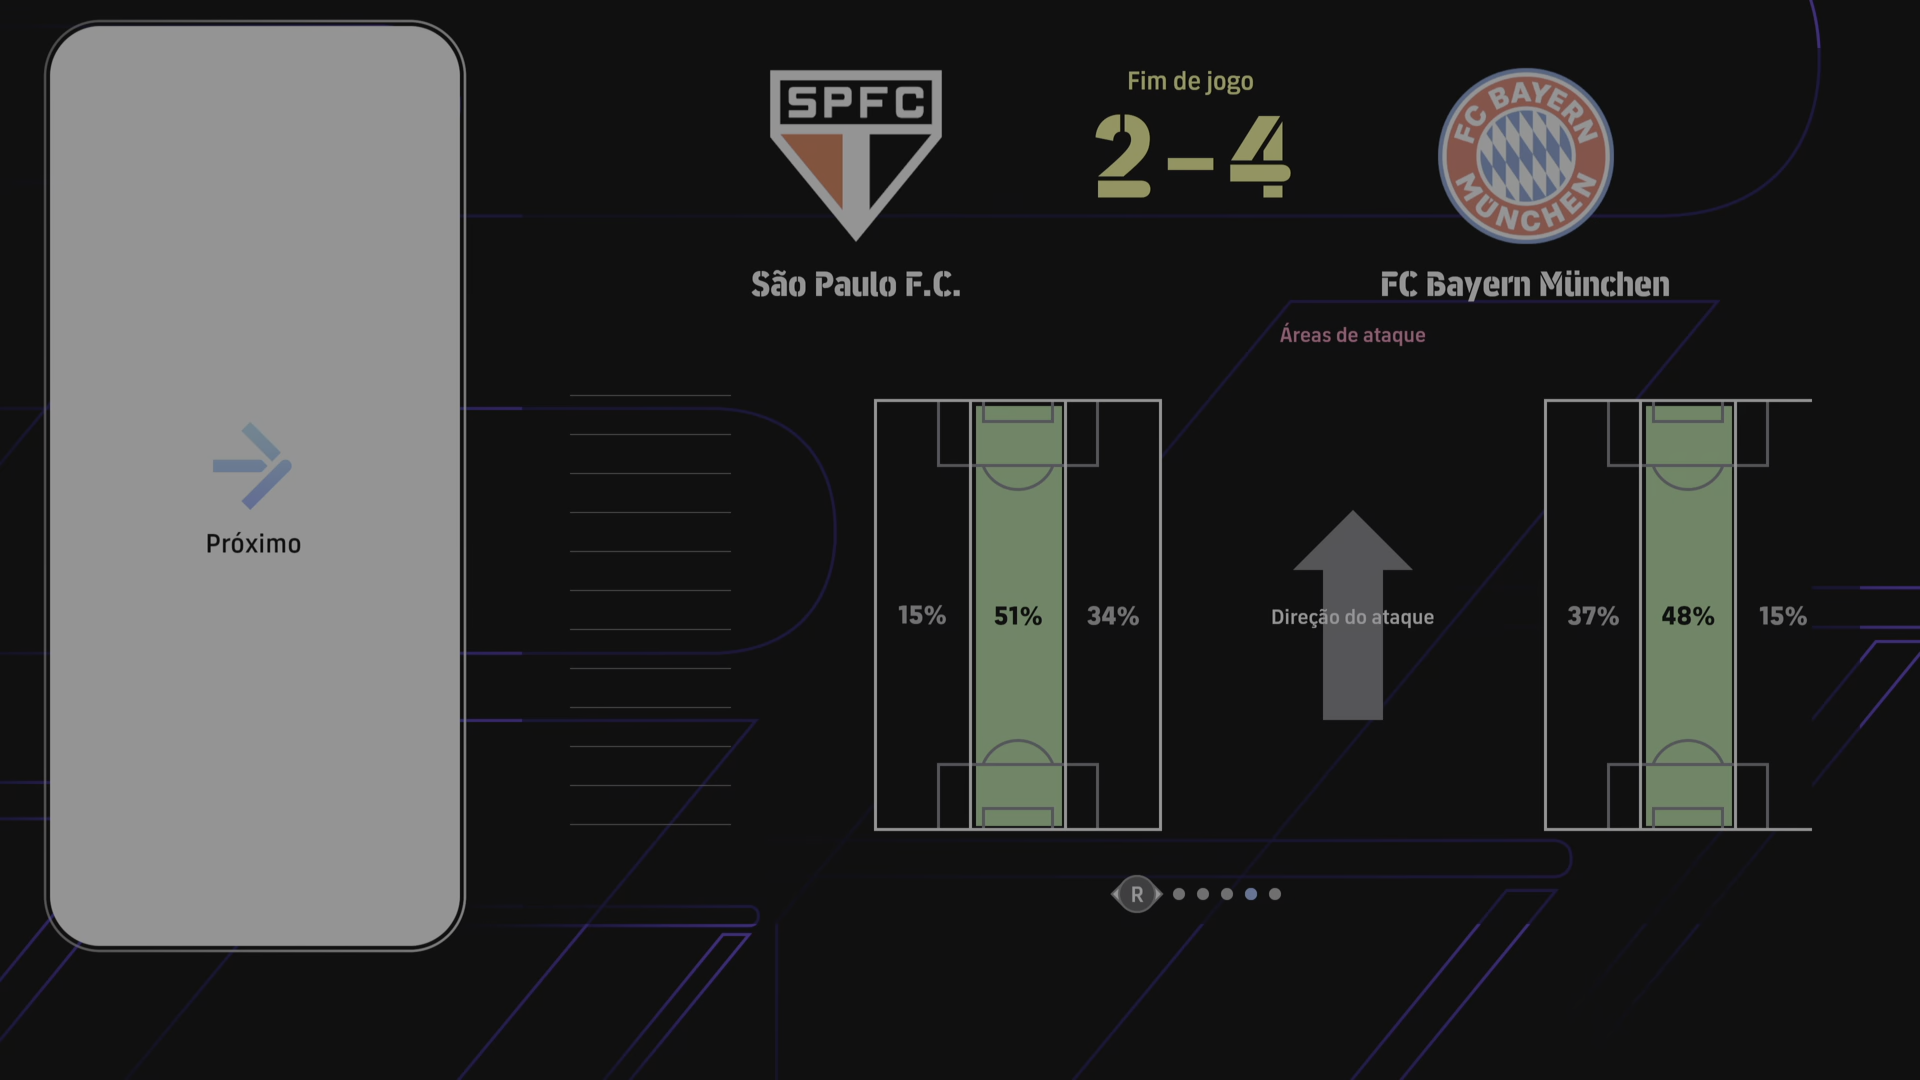 Próximo
SPFC
Fim de jogo
2-4
FC BAYERN
MÜNCHEN
São Paulo F.C.
FC Bayern München
Áreas de ataque
15%
51%
34%
Direção do ataque
37%
48%
15%
R